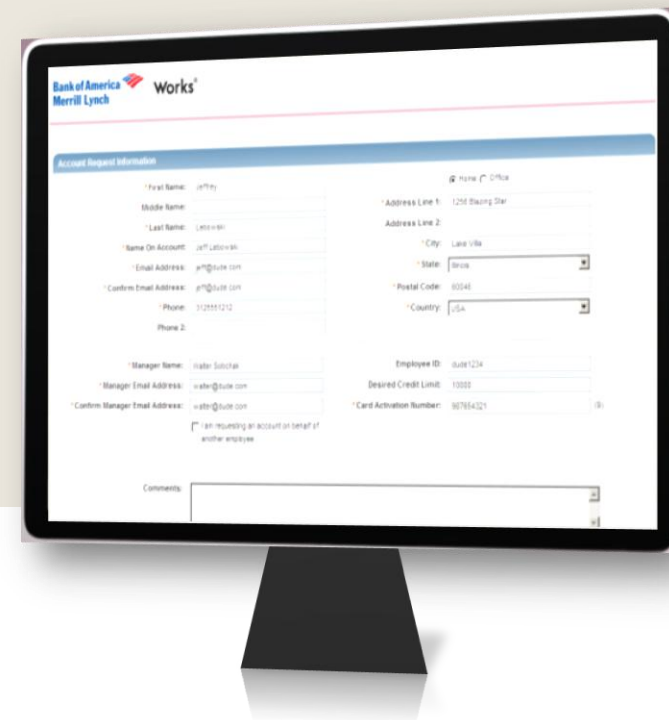 Bank of America
Merrill Lynch
Works®
Account Request Information
*First Name: Jeffrey
Middle Name:
*Last Name: Lebowski
*Name On Account: Jeff Lebowski
*Email Address: jeff@dude.com
*Confirm Email Address: jeff@dude.com
*Phone: 3125551212
Phone 2:
Home Office
*Address Line 1: 1256 Blazing Star
Address Line 2:
*City: Lake Villa
*State: Illinois
*Postal Code: 60046
*Country: USA
*Manager Name: Walter Sobchak
*Manager Email Address: walter@dude.com
*Confirm Manager Email Address: walter@dude.com
I am requesting an account on behalf of
another employee
Employee ID: dude1234
Desired Credit Limit: 10000
*Card Activation Number: 987654321
Comments: